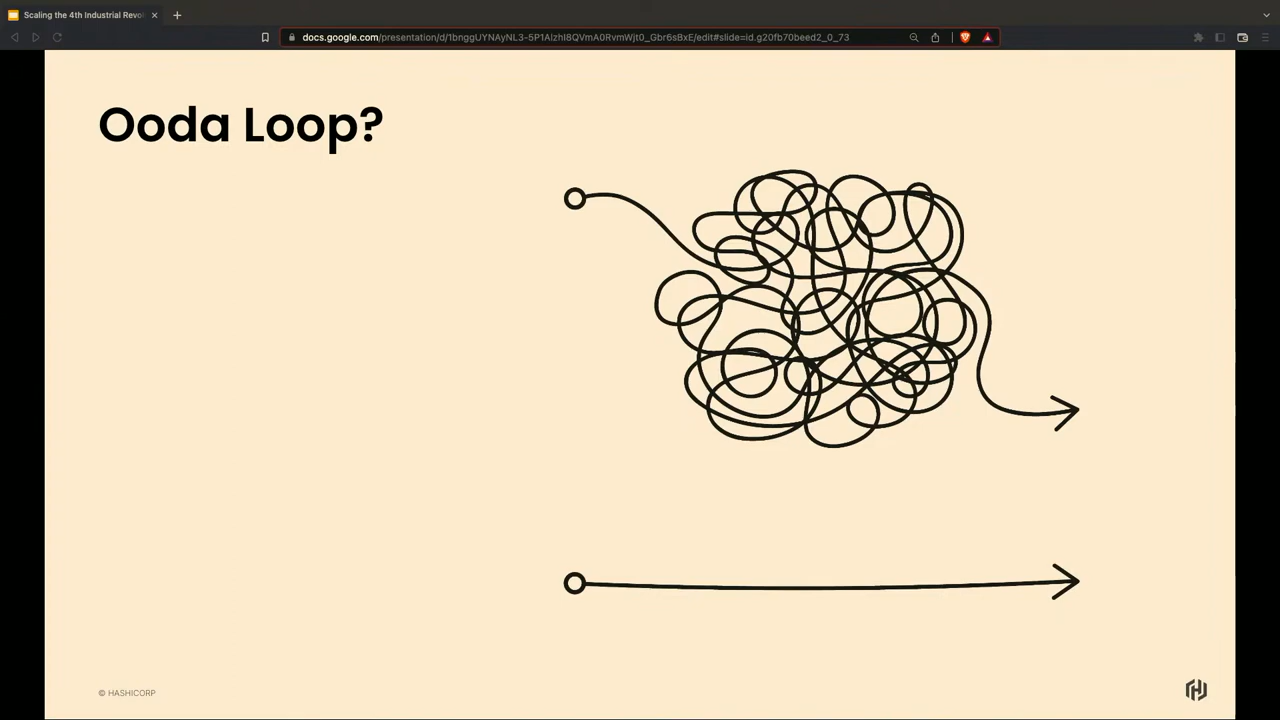 Scaling the 4th Industrial Revol
docs.google.com/presentation/d/1bnggUYNAyNL3-5P1AIzhI8QVmA0RvmWjt0_Gbr6sBxE/edit#slide=id.g20fb70beed2_0_73
Ooda Loop?
© HASHICORP